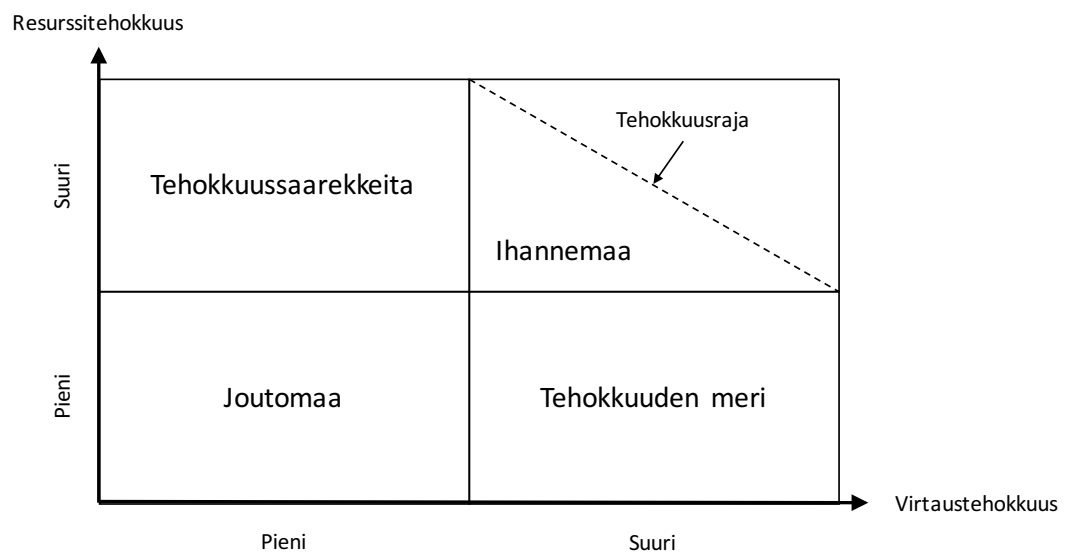 Resurssitehokkuus
Tehokkuusraja
Suuri
Tehokkuussaarekkeita
Ihannemaa
Pieni
Joutomaa
Tehokkuuden meri
Virtaustehokkuus
Pieni
Suuri